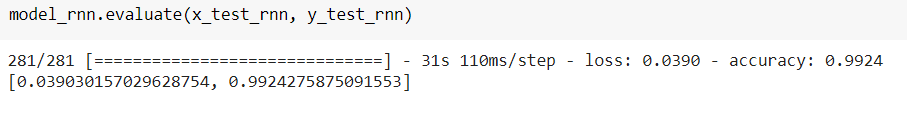 model_rnn.evaluate(x_test_rnn, y_test_rnn)
281/281 [==============================] - 31s 110ms/step - loss: 0.0390 - accuracy: 0.9924
[0.039030157029628754, 0.9924275875091553]